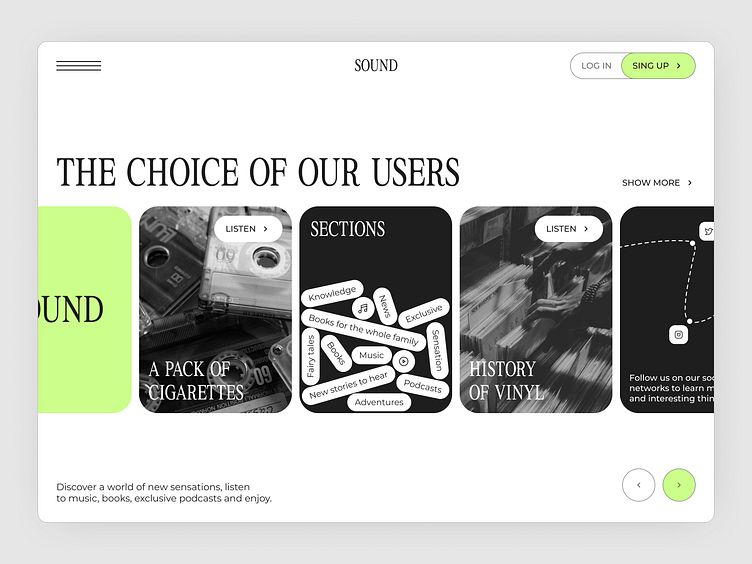 SOUND
LOG IN
SING UP
THE CHOICE OF OUR USERS
SHOW MORE
OUND
LISTEN
09
A PACK OF
CIGARETTES
SECTIONS
Knowledge
News
Exclusive
Books for the whole family
Fairy tales
Books
Music
Sensation
New stories to hear
Podcasts
Adventures
LISTEN
HISTORY
OF VINYL
Follow us on our soc
networks to learn m
and interesting thin
Discover a world of new sensations, listen
to music, books, exclusive podcasts and enjoy.